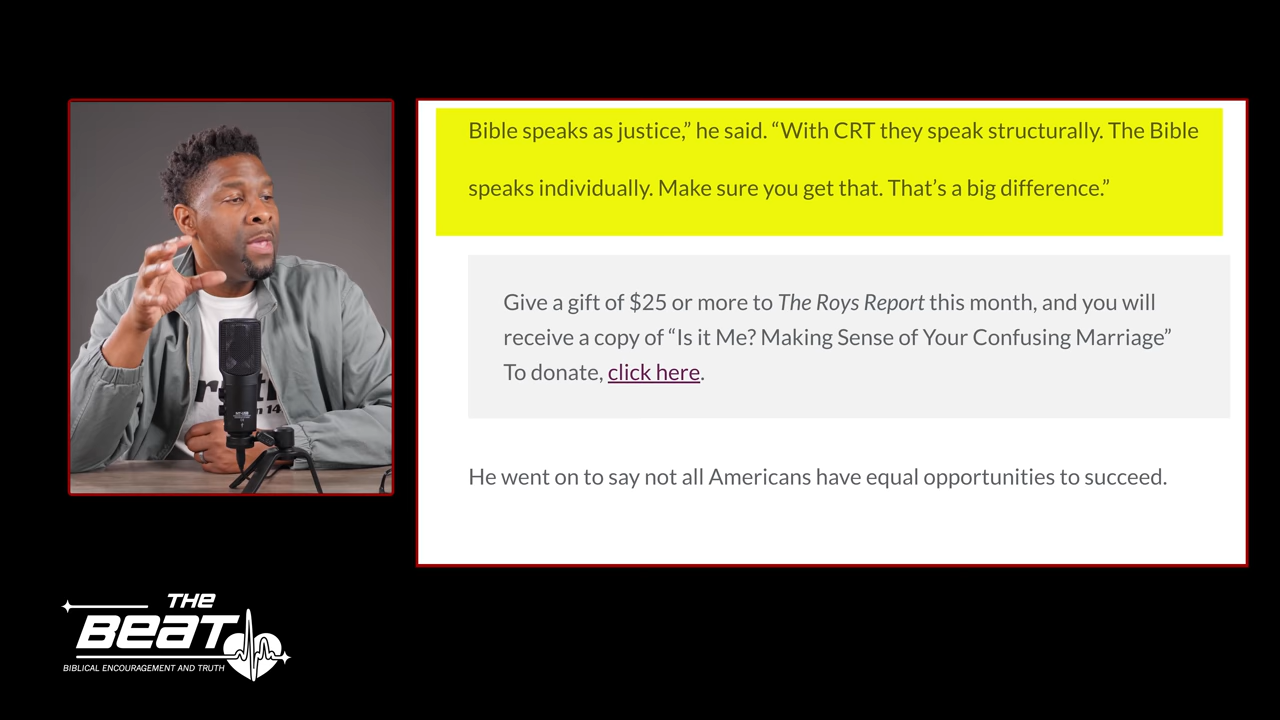 Bible speaks as justice,” he said. “With CRT they speak structurally. The Bible
speaks individually. Make sure you get that. That’s a big difference.”
Give a gift of $25 or more to The Roys Report this month, and you will
receive a copy of “Is it Me? Making Sense of Your Confusing Marriage”
To donate, click here.
He went on to say not all Americans have equal opportunities to succeed.
THE
BEAT
BIBLICAL ENCOURAGEMENT AND TRUTH